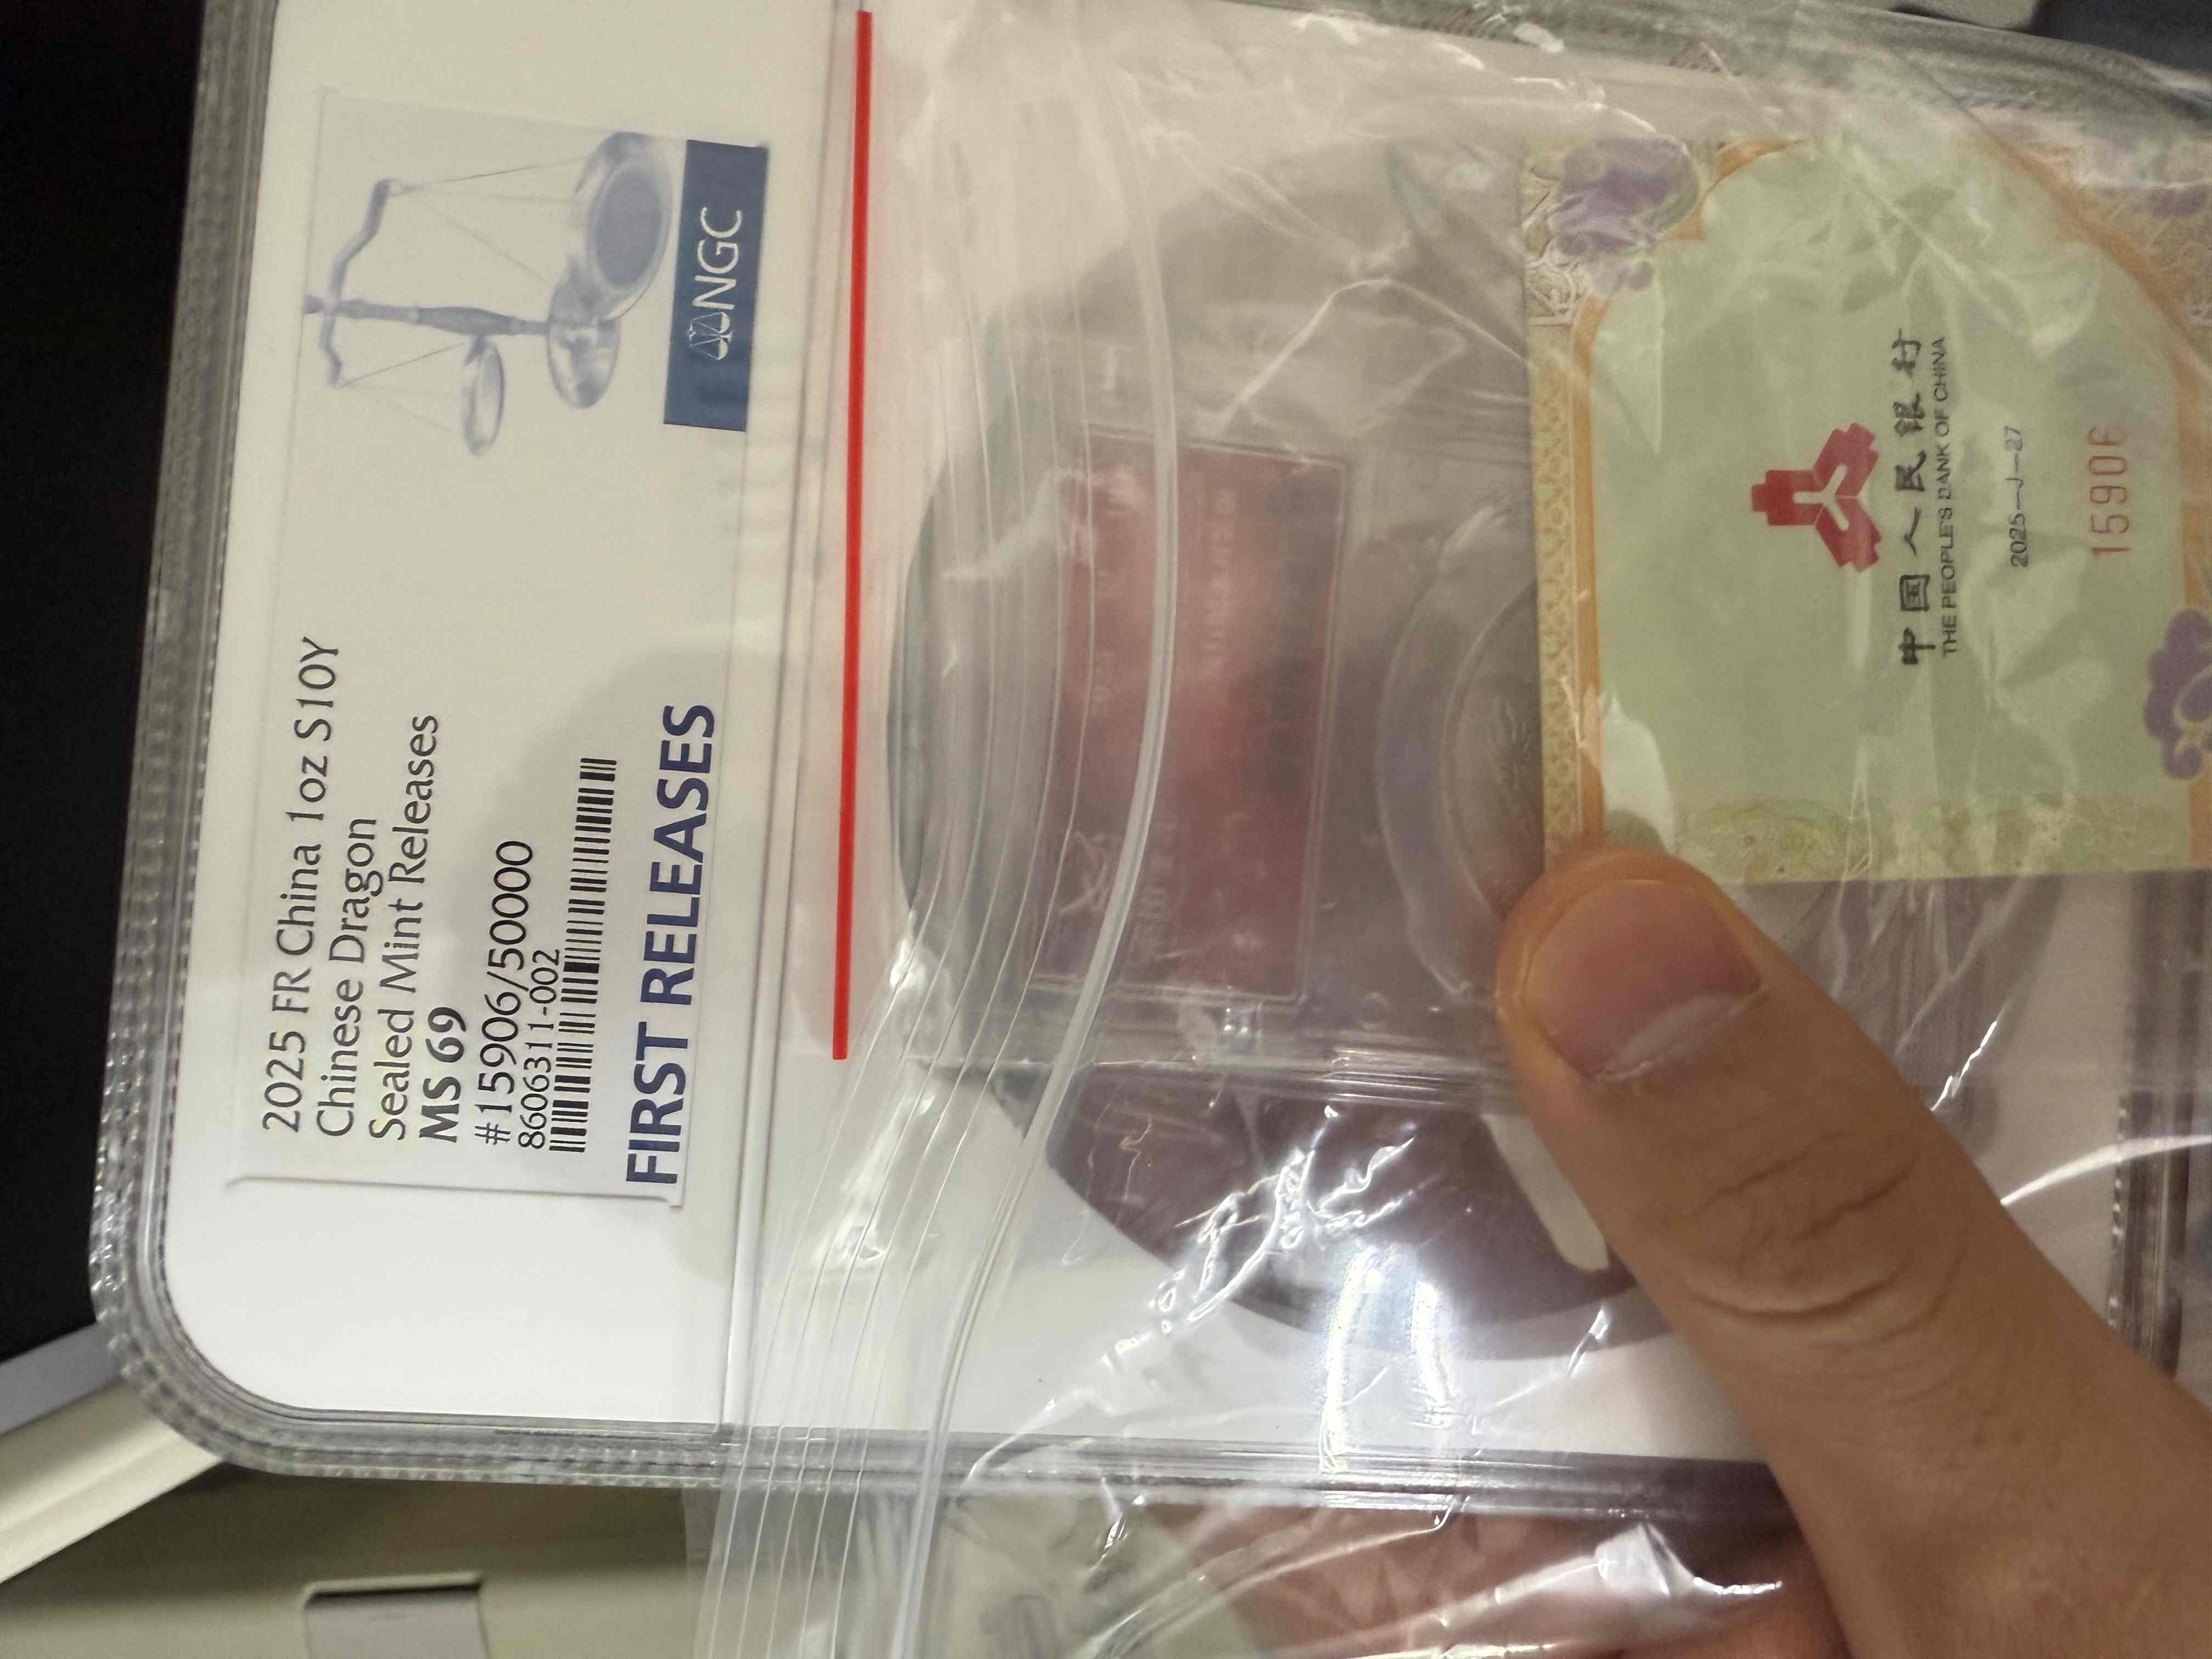 2025 FR China 1oz S10Y
Chinese Dragon
Sealed Mint Releases
MS 69
#15906/50000
8606311-002
FIRST RELEASES
NGC
中国人民银行
THE PEOPLE'S BANK OF CHINA
2025-J-27
15906